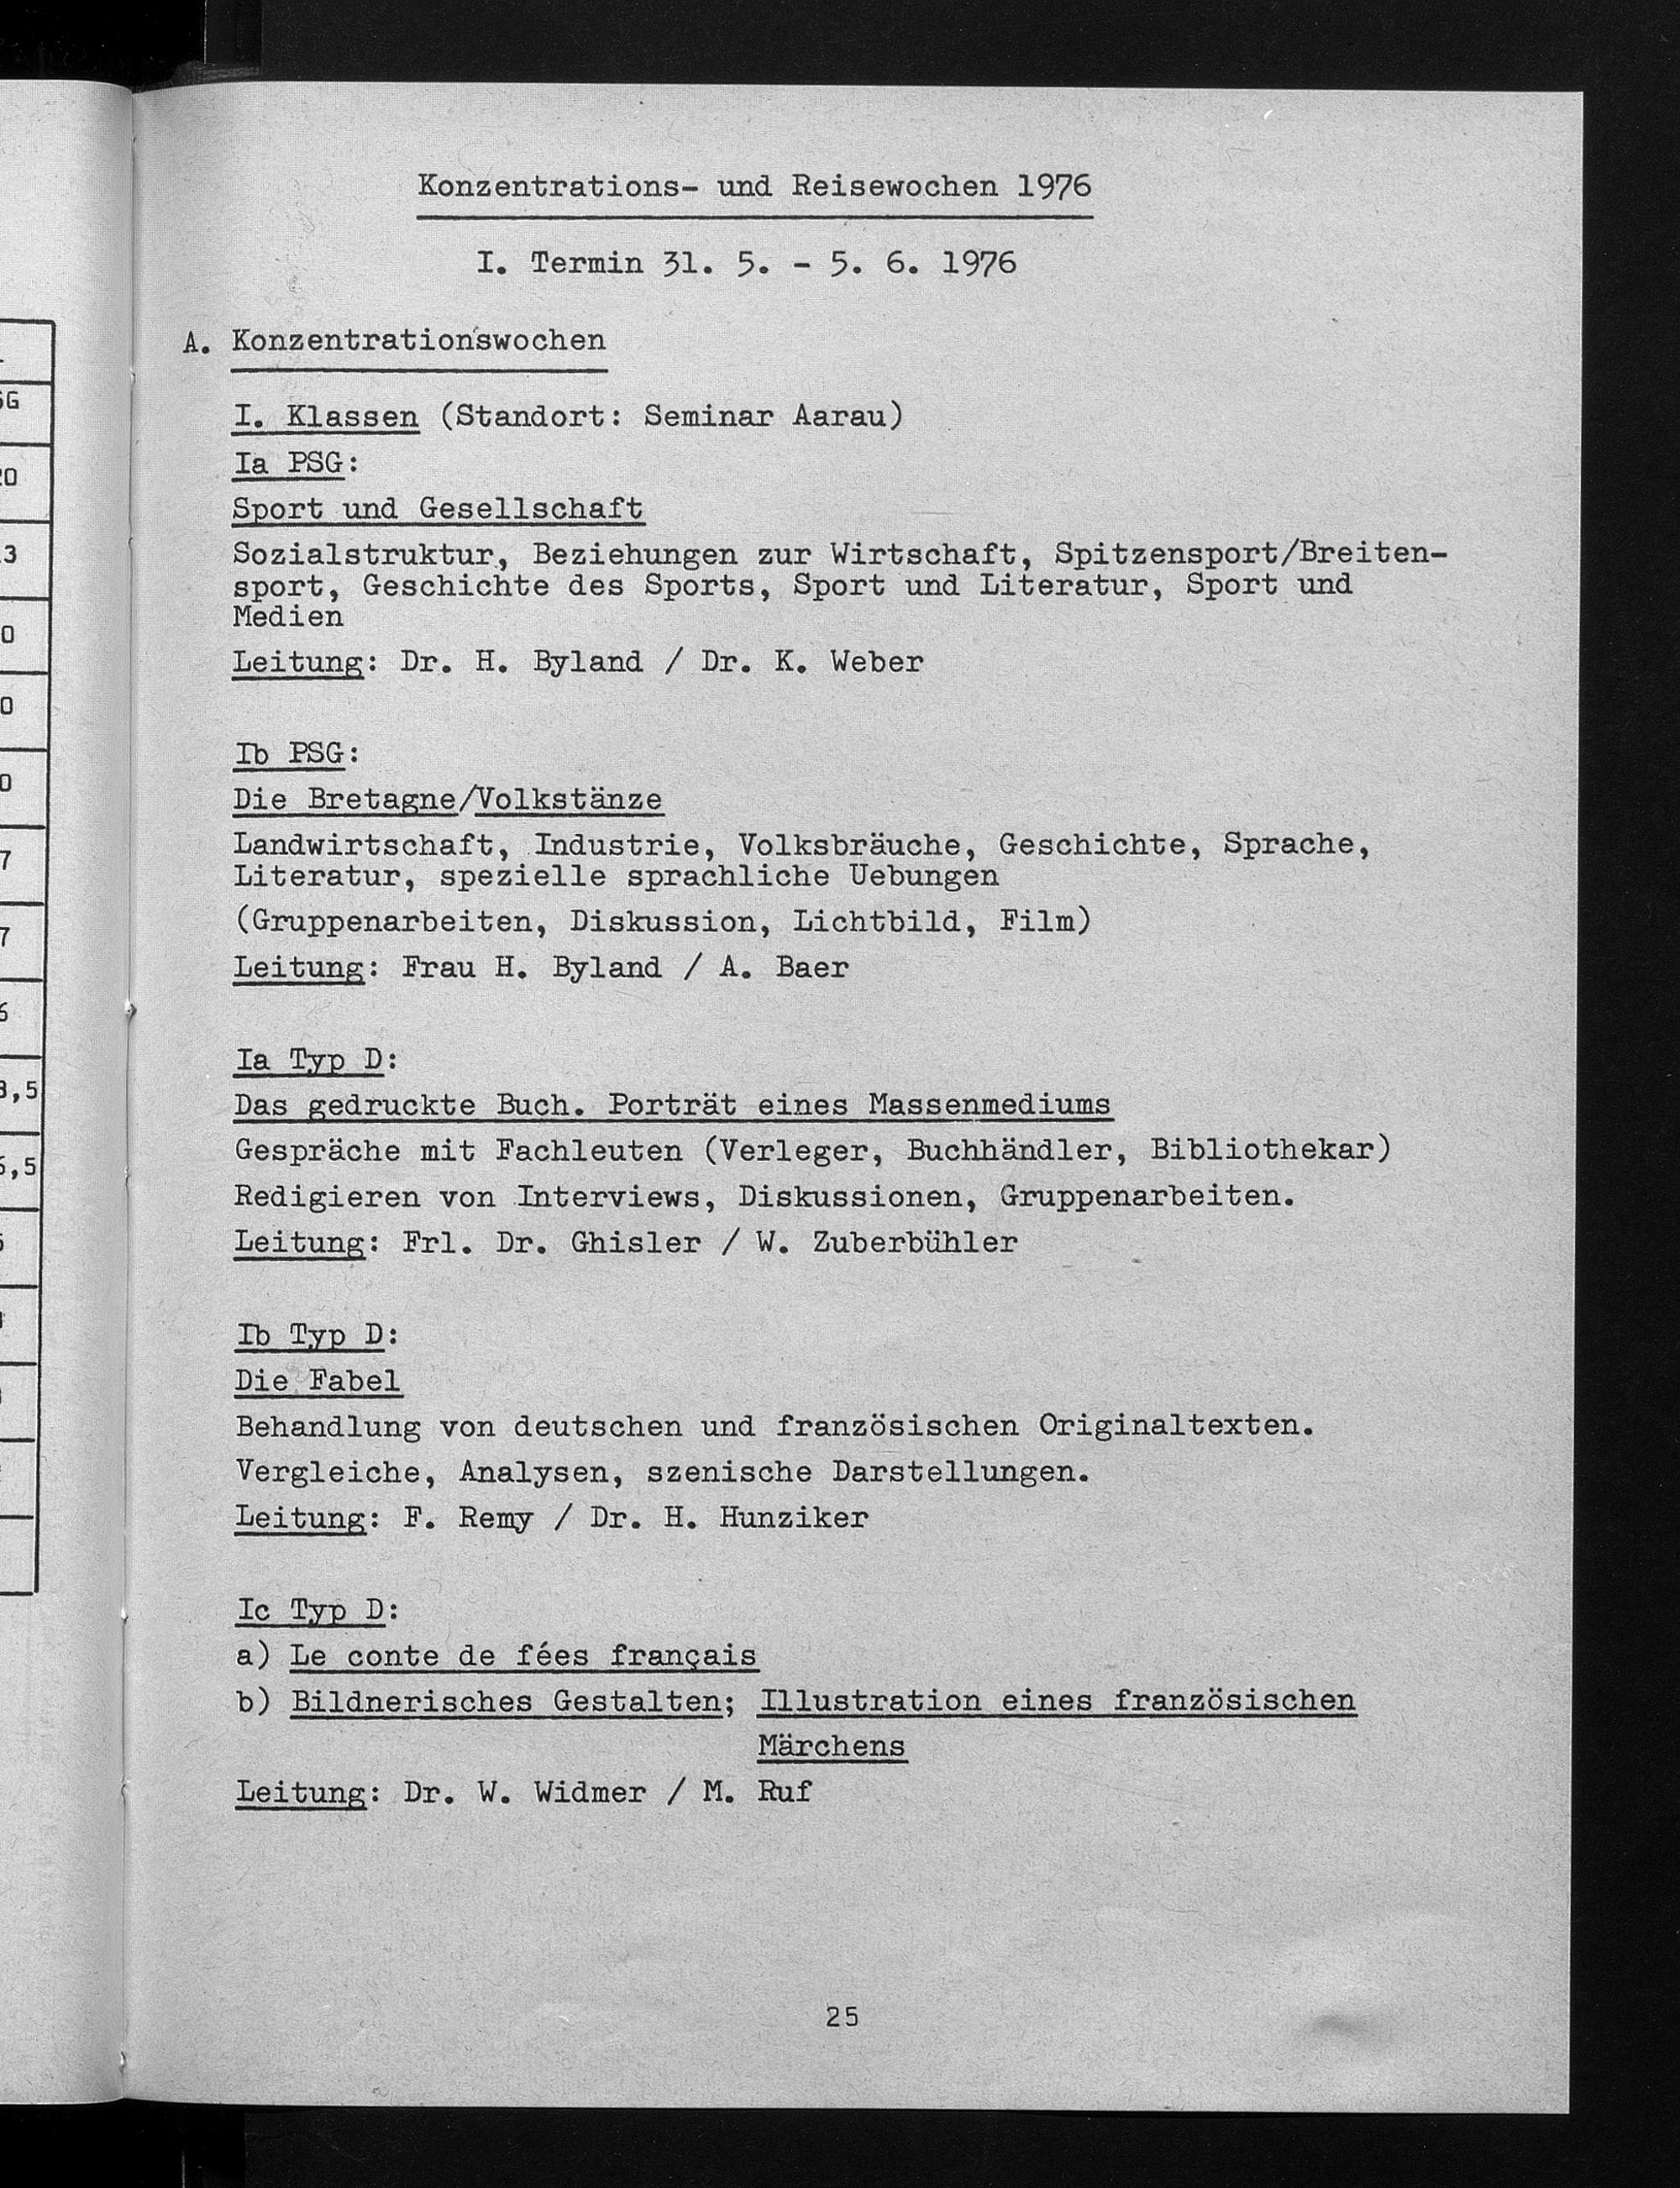 Konzentrations- und Reisewochen 1976
I. Termin 31. 5. - 5. 6. 1976
A. Konzentrationswochen
I. Klassen (Standort: Seminar Aarau)
Ia PSG:
Sport und Gesellschaft
Sozialstruktur, Beziehungen zur Wirtschaft, Spitzensport/Breiten-
sport, Geschichte des Sports, Sport und Literatur, Sport und
Medien
Leitung: Dr. H. Byland / Dr. K. Weber
Ib PSG:
Die Bretagne/Volkstänze
Landwirtschaft, Industrie, Volksbräuche, Geschichte, Sprache,
Literatur, spezielle sprachliche Uebungen
(Gruppenarbeiten, Diskussion, Lichtbild, Film)
Leitung: Frau H. Byland / A. Baer
Ia Typ D:
Das gedruckte Buch. Porträt eines Massenmediums
Gespräche mit Fachleuten (Verleger, Buchhändler, Bibliothekar)
Redigieren von Interviews, Diskussionen, Gruppenarbeiten.
Leitung: Frl. Dr. Ghisler / W. Zuberbühler
Ib Typ D:
Die Fabel
Behandlung von deutschen und französischen Originaltexten.
Vergleiche, Analysen, szenische Darstellungen.
Leitung: F. Remy / Dr. H. Hunziker
Ic Typ D:
a) Le conte de fées français
b) Bildnerisches Gestalten; Illustration eines französischen
Märchens
Leitung: Dr. W. Widmer / M. Ruf
25